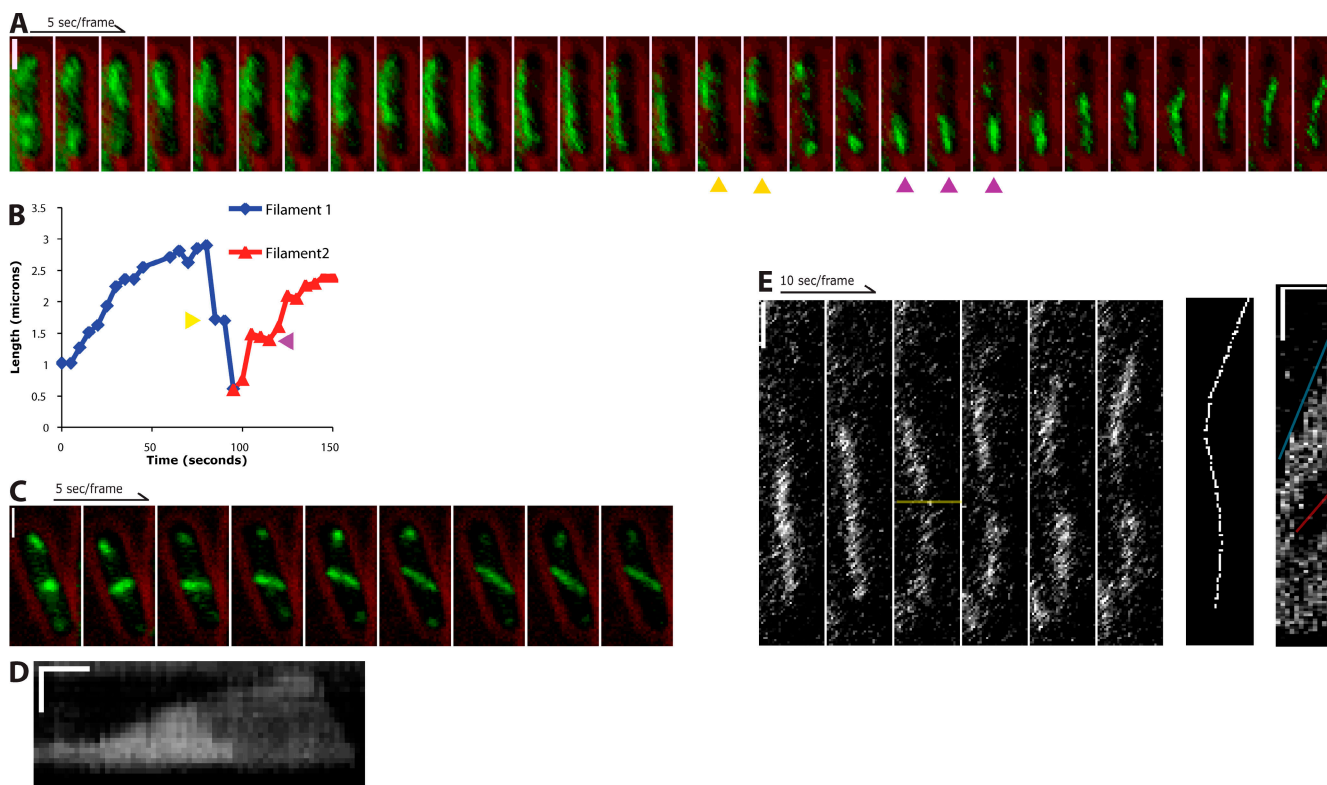 A
5 sec/frame
B
3.5
3
2.5
2
1.5
1
0.5
0
Length (microns)
0
50
100
150
Time (seconds)
Filament 1
Filament2
C
5 sec/frame
D
E
10 sec/frame